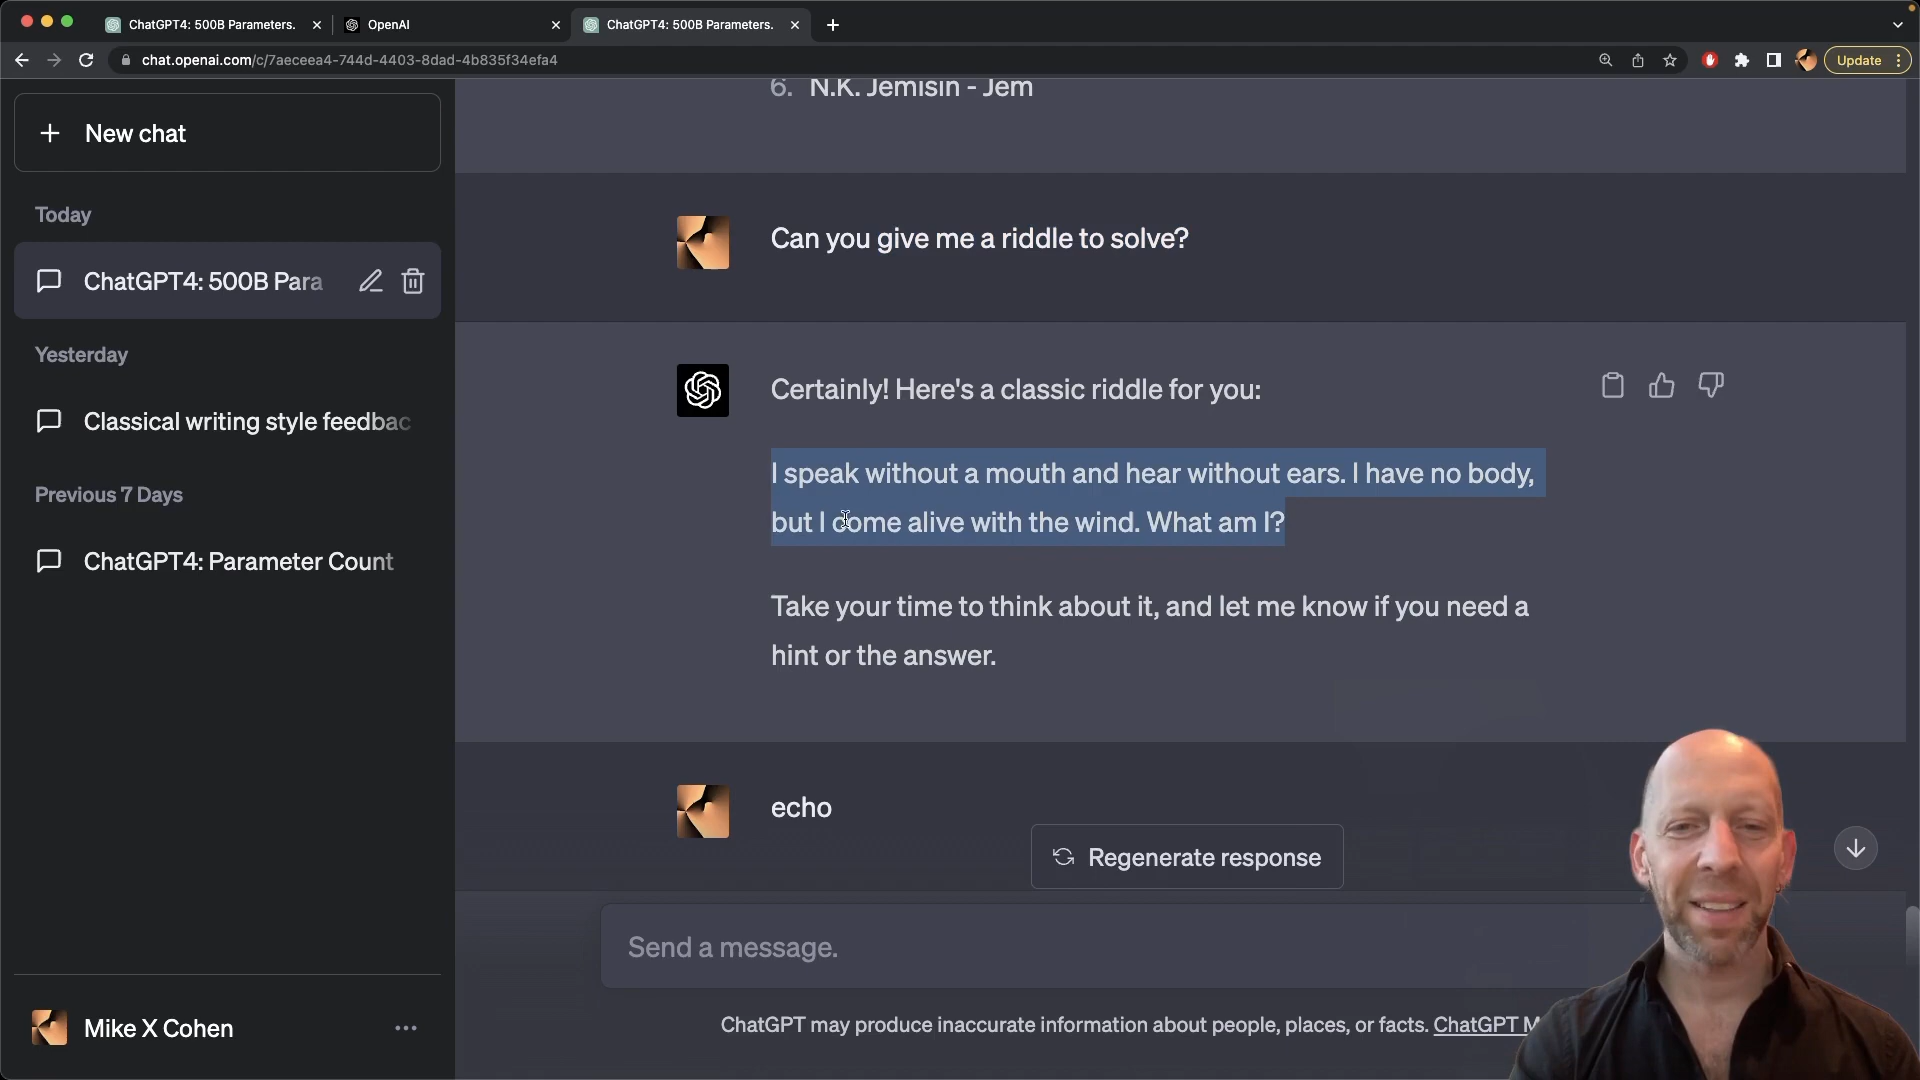 ChatGPT4: 500B Parameters.
OpenAI
ChatGPT4: 500B Parameters.
chat.openai.com/c/7aeceea4-744d-4403-8dad-4b835f34efa4
Update
New chat
Today
ChatGPT4: 500B Para
Yesterday
Classical writing style feedbac
Previous 7 Days
ChatGPT4: Parameter Count
Mike X Cohen
6. N.K. Jemisin - Jem
Can you give me a riddle to solve?
Certainly! Here's a classic riddle for you:
I speak without a mouth and hear without ears. I have no body,
but I come alive with the wind. What am I?
Take your time to think about it, and let me know if you need a
hint or the answer.
echo
Regenerate response
Send a message.
ChatGPT may produce inaccurate information about people, places, or facts. ChatGPT M